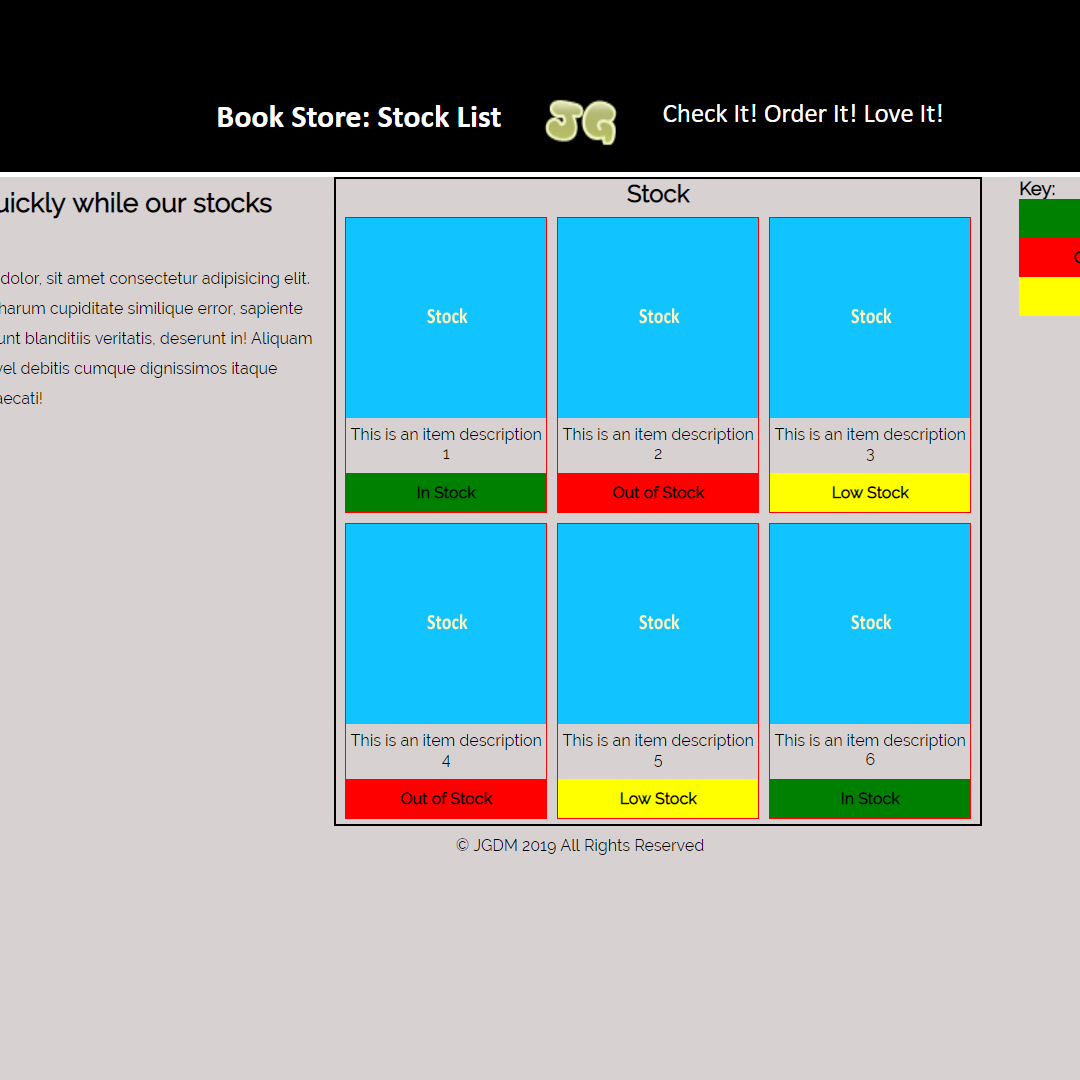 Book Store: Stock List
JG
Check It! Order It! Love It!
while our stocks
dolor, sit amet consectetur adipisicing elit.
harum cupiditate similique error, sapiente
blanditiis veritatis, deserunt in! Aliquam
vel debitis cumque dignissimos itaque
Stock
Stock
Stock
Stock
This is an item description
1
This is an item description
2
This is an item description
3
In Stock
Out of Stock
Low Stock
Stock
Stock
Stock
This is an item description
4
This is an item description
5
This is an item description
6
Out of Stock
Low Stock
In Stock
Key:
© JGDM 2019 All Rights Reserved